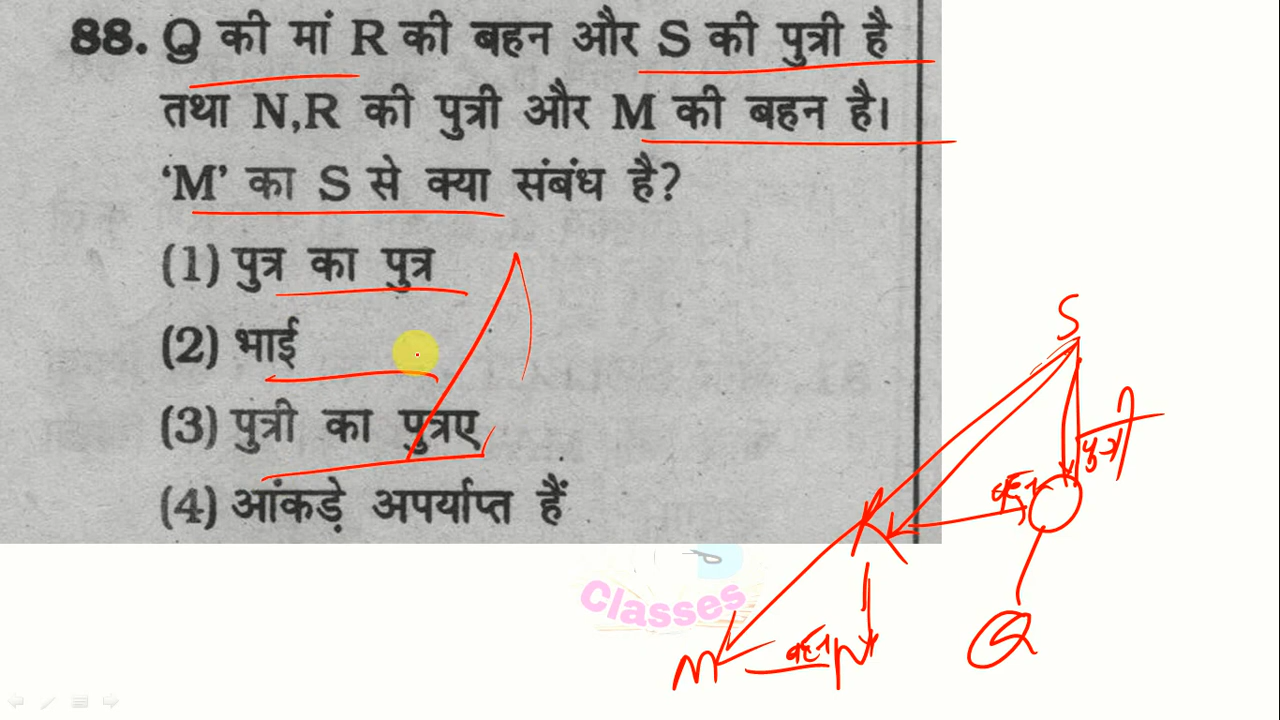 88. Q की मां R की बहन और S की पुत्री है
तथा N,R की पुत्री और M की बहन है।
‘M’ का S से क्या संबंध है?
(1) पुत्र का पुत्र
(2) भाई
(3) पुत्री का पुत्रए
(4) आंकड़े अपर्याप्त हैं
S
पुत्री
बहन
R
Classes
Q
M
बहन
N